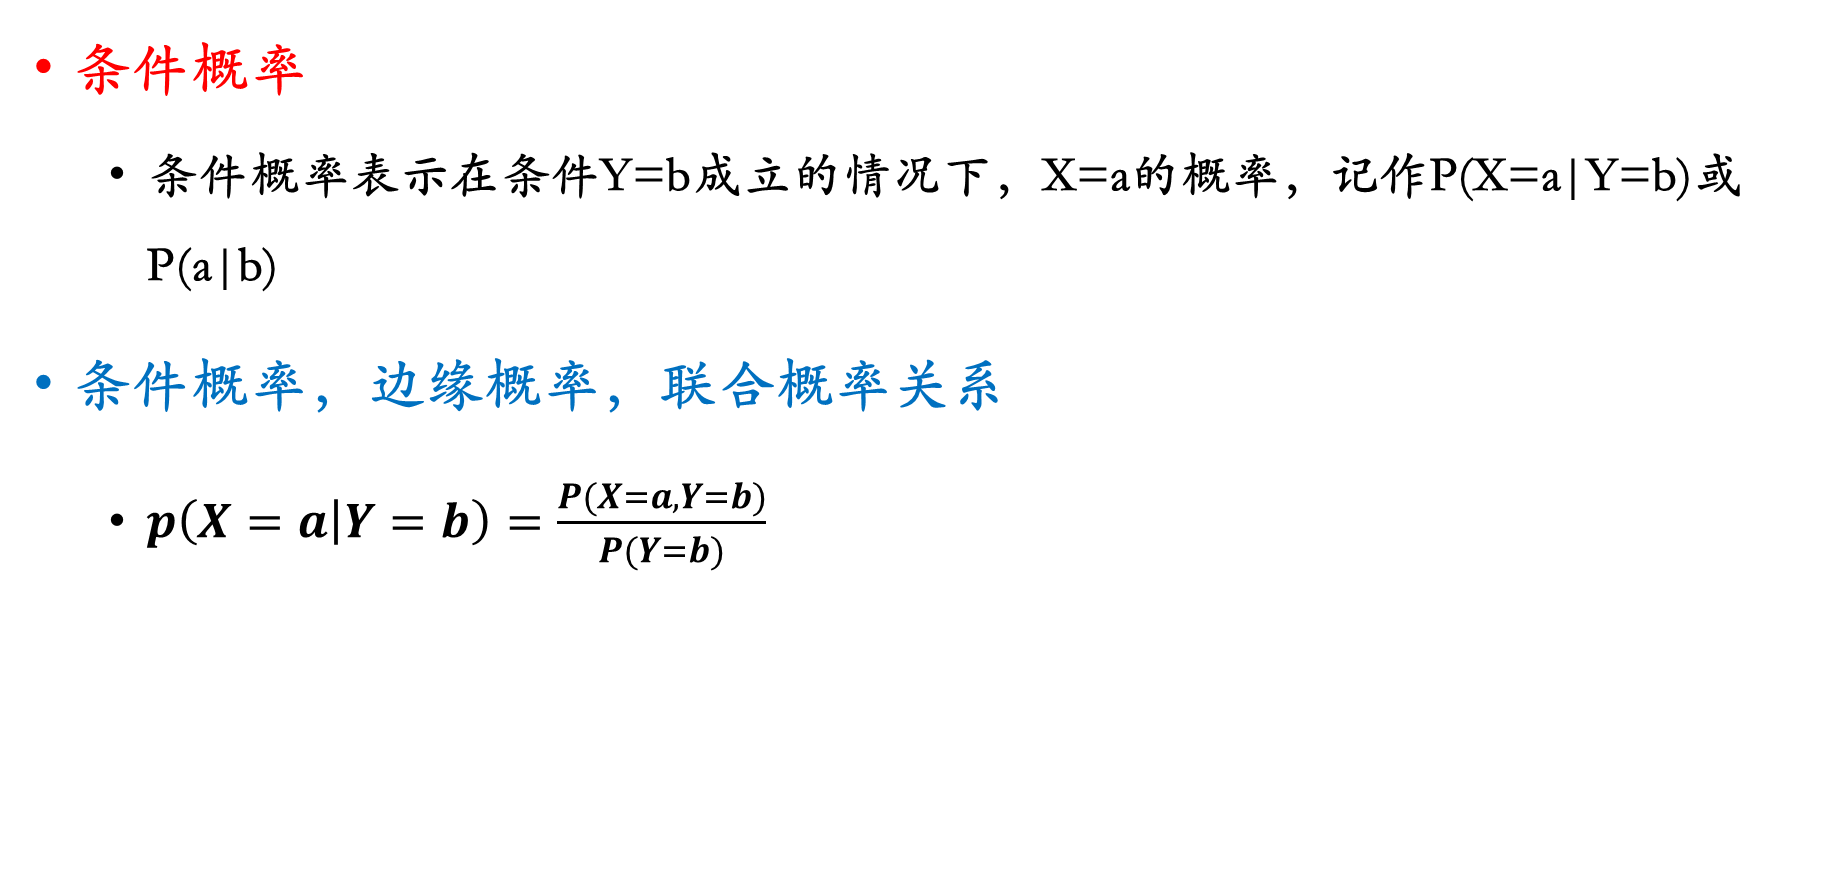 • 条件概率
• 条件概率表示在条件Y=b成立的情况下，X=a的概率，记作P(X=a|Y=b)或
P(a|b)
• 条件概率，边缘概率，联合概率关系
• p(X = a|Y = b) = \frac{P(X=a,Y=b)}{P(Y=b)}